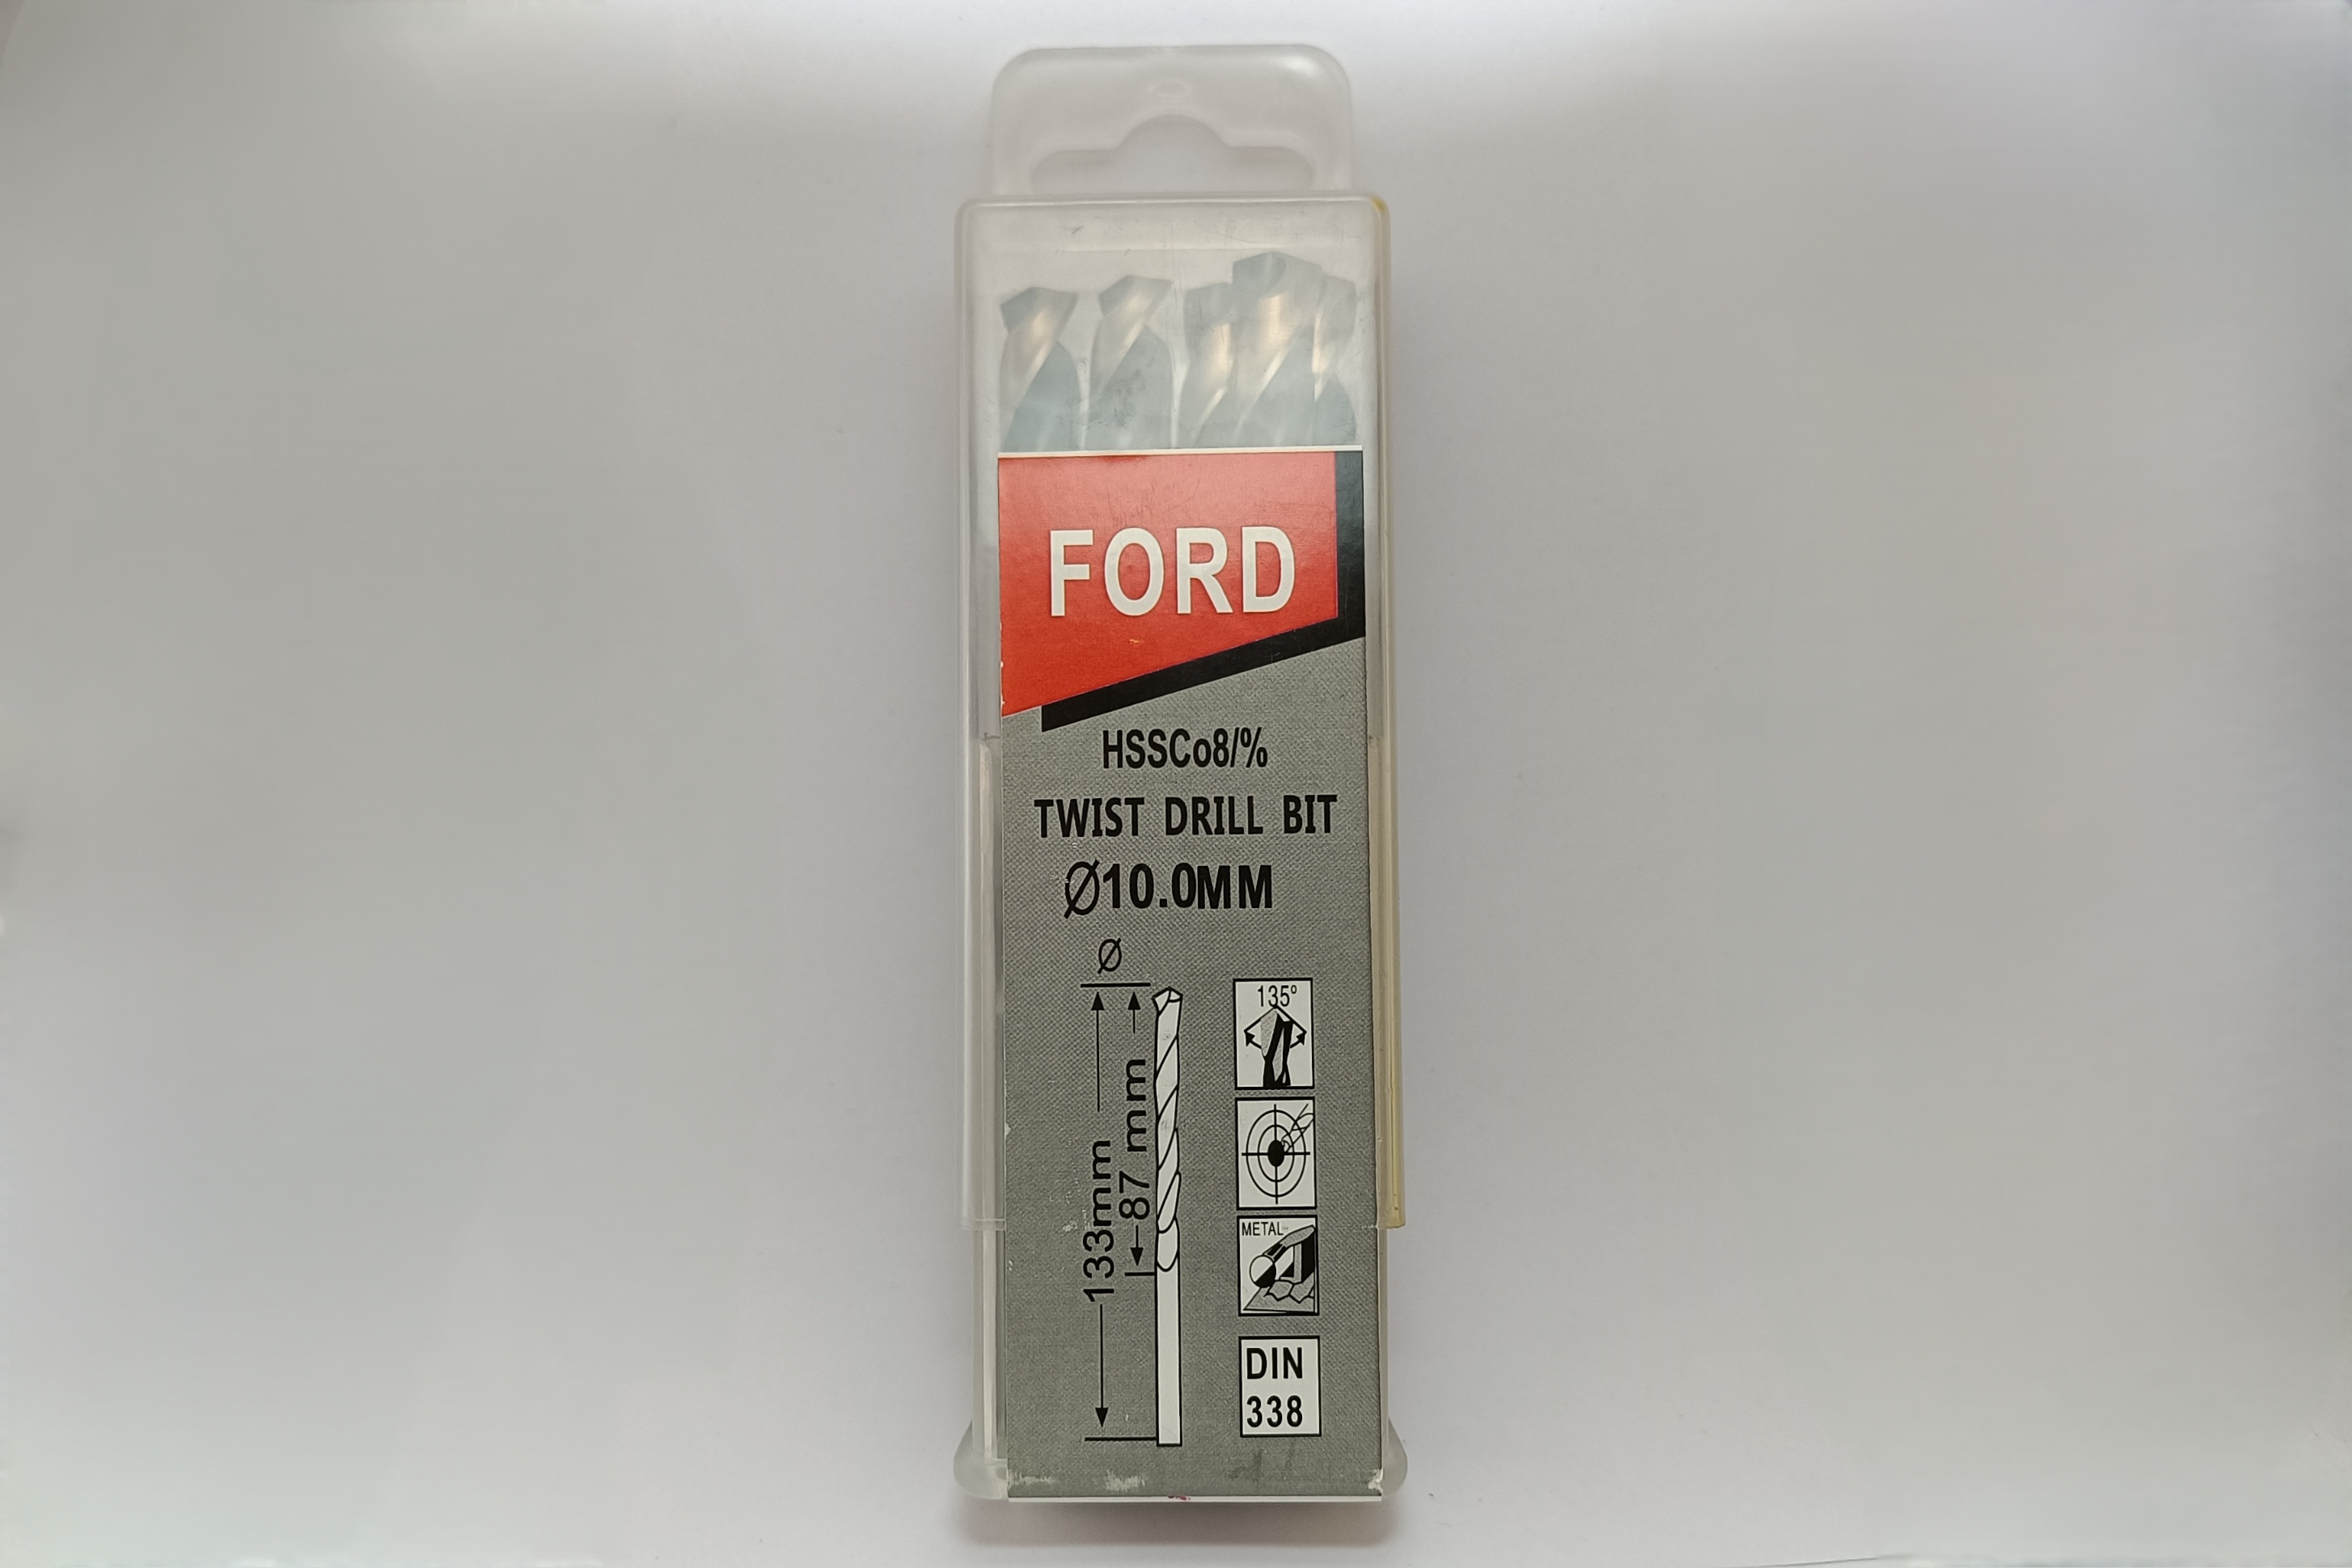 FORD
HSSCo8/%
TWIST DRILL BIT
Ø10.0MM
Ø
133mm
87 mm
135°
METAL
DIN
338